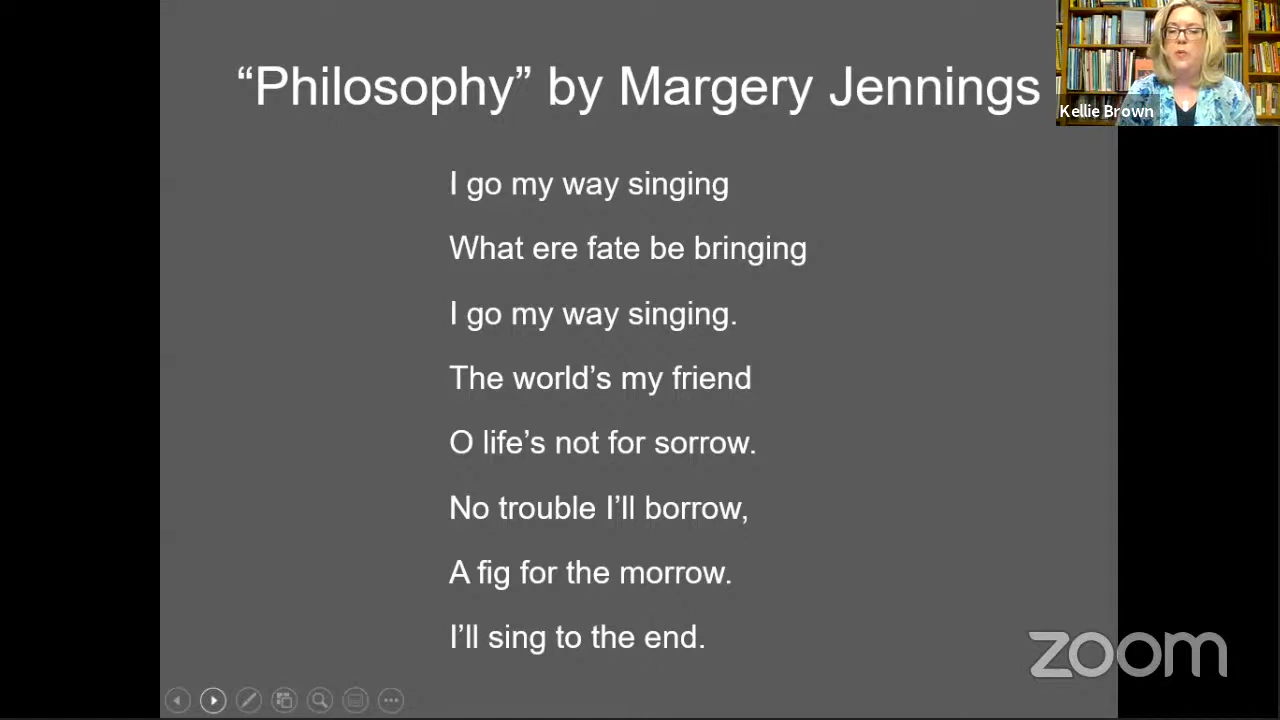 “Philosophy” by Margery Jennings
Kellie Brown
I go my way singing
What ere fate be bringing
I go my way singing.
The world’s my friend
O life’s not for sorrow.
No trouble I’ll borrow,
A fig for the morrow.
I’ll sing to the end.
zoom